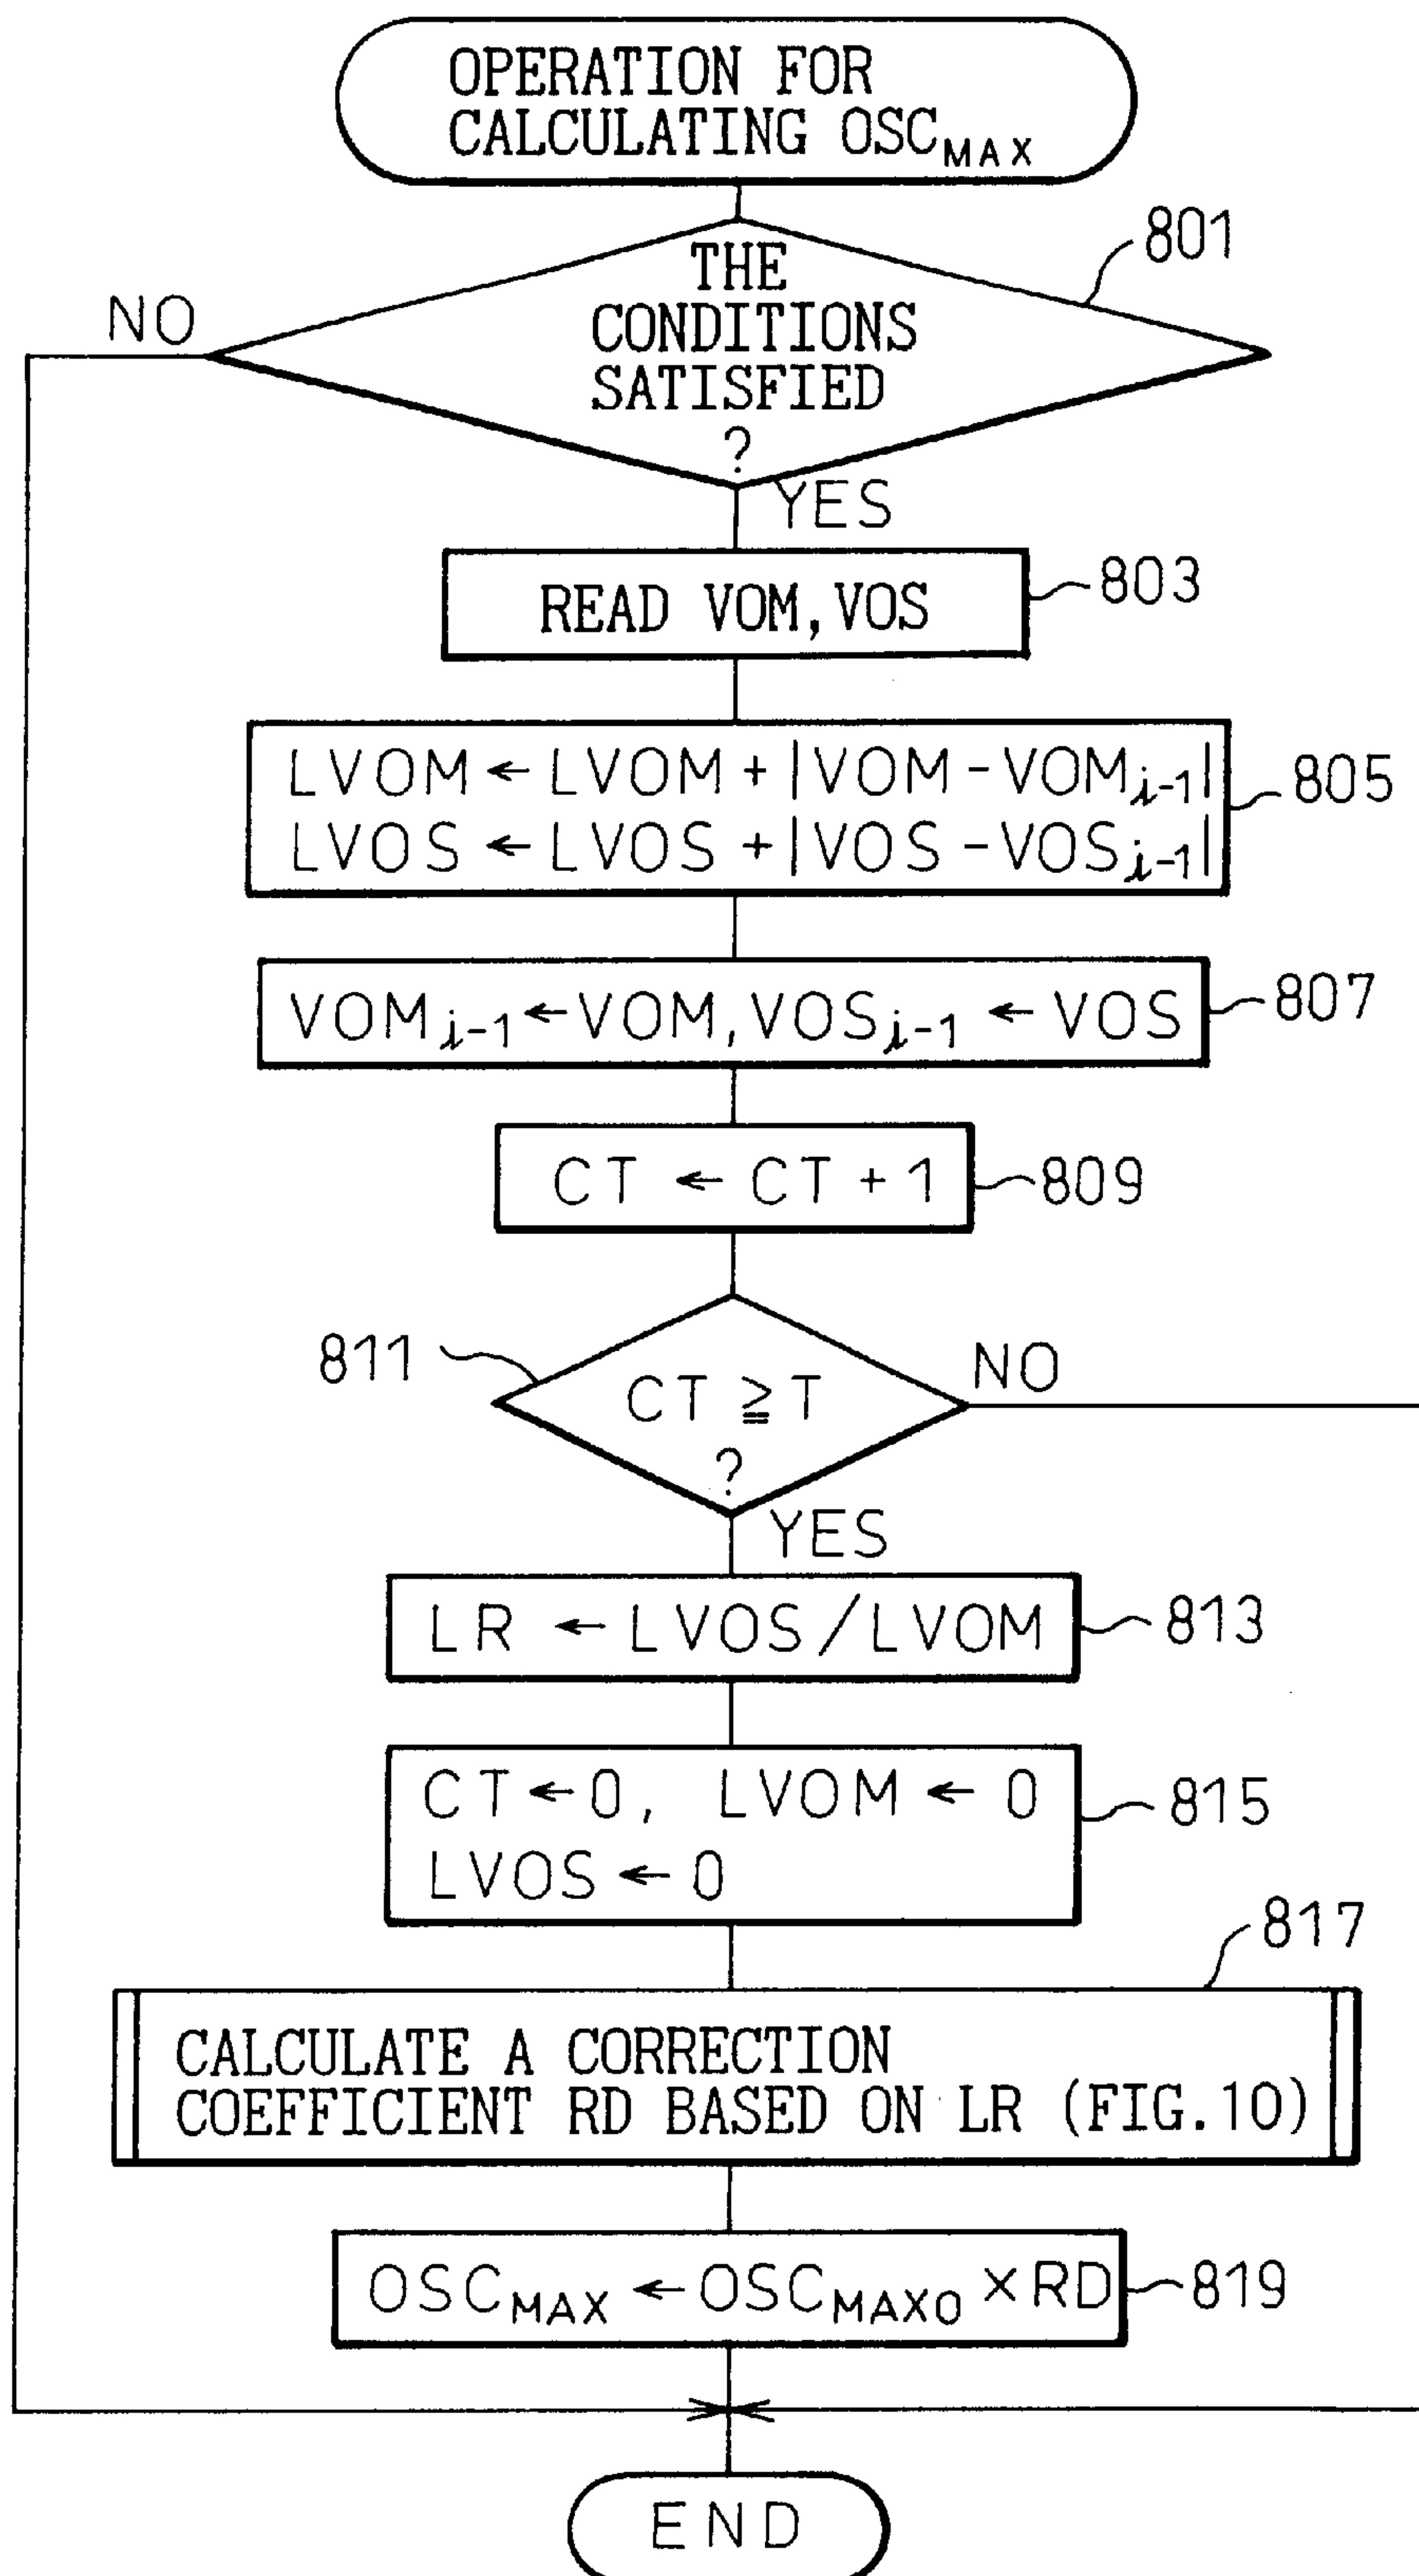 OPERATION FOR
CALCULATING OSCMAX
801
THE
CONDITIONS
SATISFIED
?
NO
YES
READ VOM,VOS
803
LVOM ← LVOM + |VOM - VOMi-1|
LVOS ← LVOS + |VOS - VOSi-1|
805
VOMi-1 ← VOM, VOSi-1 ← VOS
807
CT ← CT + 1
809
811
CT ≧ T
?
NO
YES
LR ← LVOS/LVOM
813
CT ← 0, LVOM ← 0
LVOS ← 0
815
817
CALCULATE A CORRECTION
COEFFICIENT RD BASED ON LR (FIG.10)
OSCMAX ← OSCMAX0 × RD
819
END